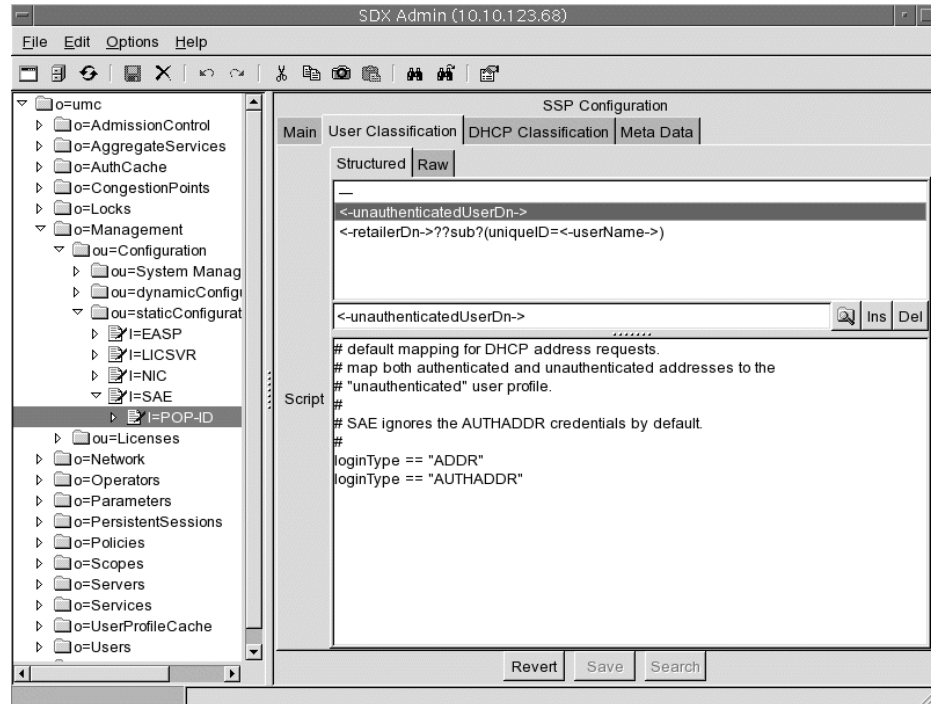 SDX Admin (10.10.123.68)
File Edit Options Help
o=umc
o=AdmissionControl
o=AggregateServices
o=AuthCache
o=CongestionPoints
o=Locks
o=Management
ou=Configuration
ou=System Manag
ou=dynamicConfigu
ou=staticConfigurat
l=EASP
l=LICSVR
l=NIC
l=SAE
l=POP-ID
ou=Licenses
o=Network
o=Operators
o=Parameters
o=PersistentSessions
o=Policies
o=Scopes
o=Servers
o=Services
o=UserProfileCache
o=Users
SSP Configuration
Main User Classification DHCP Classification Meta Data
Structured Raw
—
<-unauthenticatedUserDn->
<-retailerDn->??sub?(uniqueID=<-userName->)
<-unauthenticatedUserDn-> Ins Del
Script
# default mapping for DHCP address requests.
# map both authenticated and unauthenticated addresses to the
# "unauthenticated" user profile.
#
# SAE ignores the AUTHADDR credentials by default.
#
loginType == "ADDR"
loginType == "AUTHADDR"
Revert Save Search